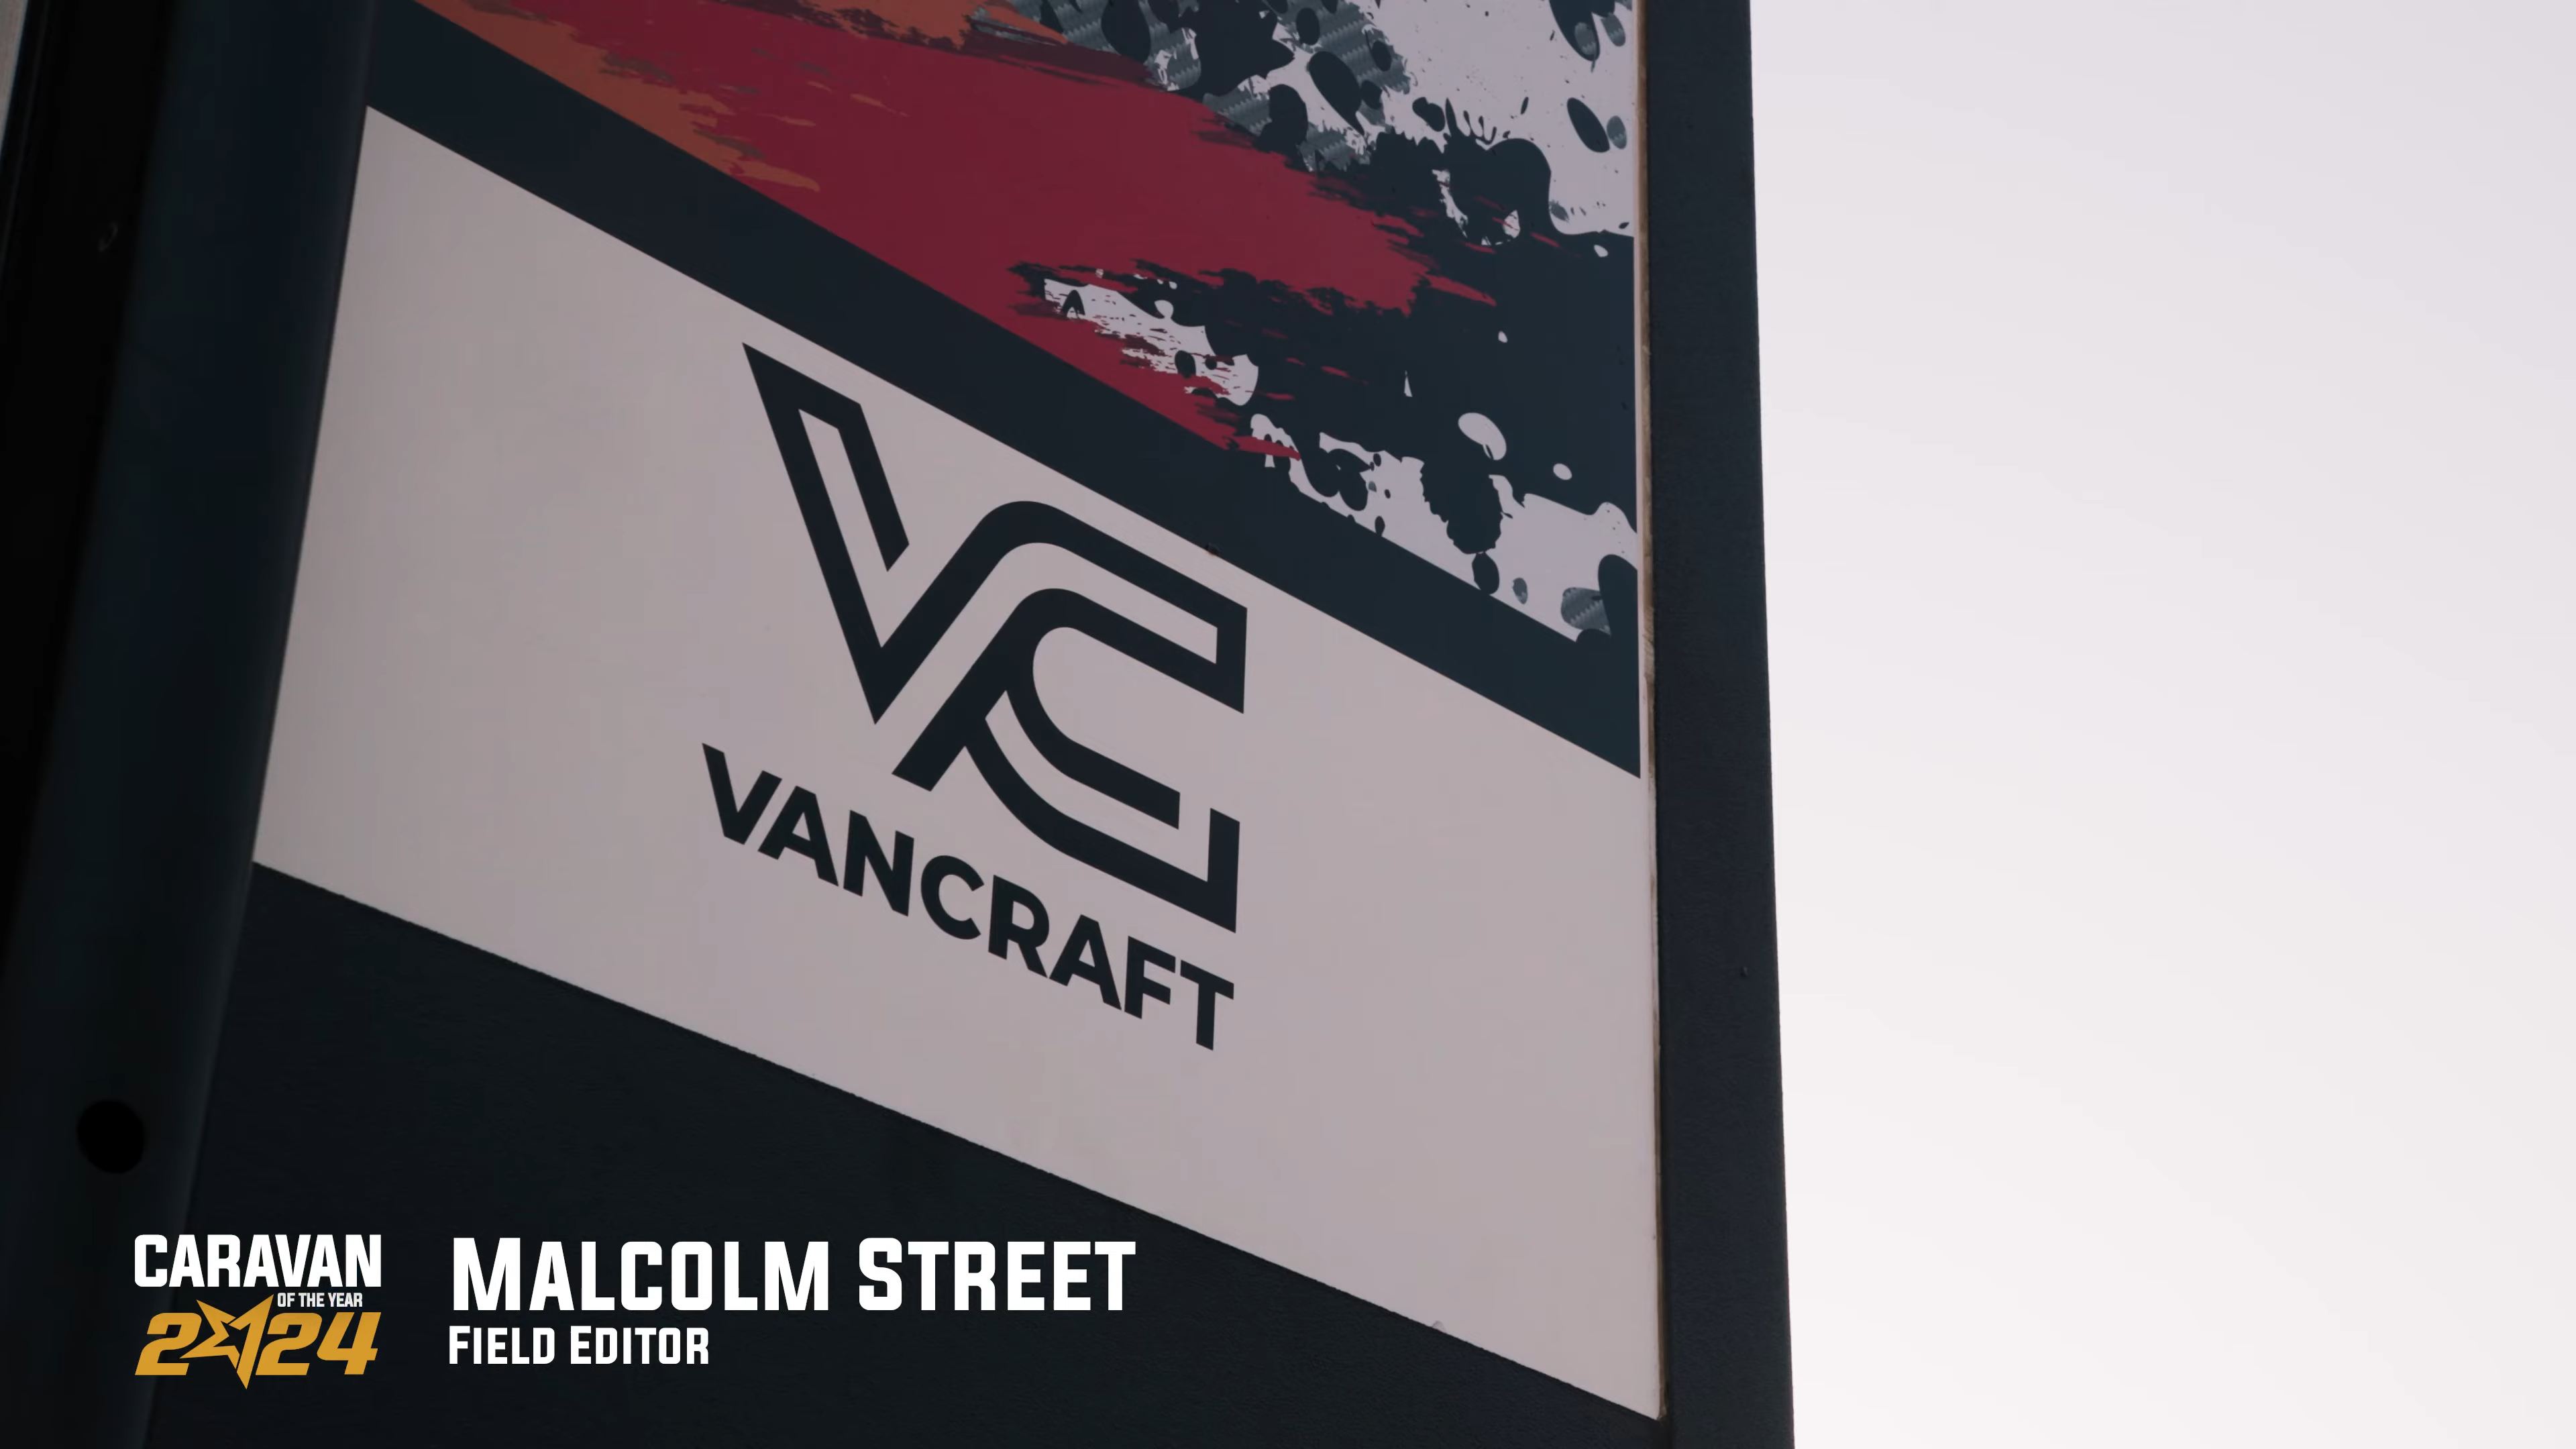 VC
VANCRAFT
CARAVAN
OF THE YEAR
2024
MALCOLM STREET
FIELD EDITOR